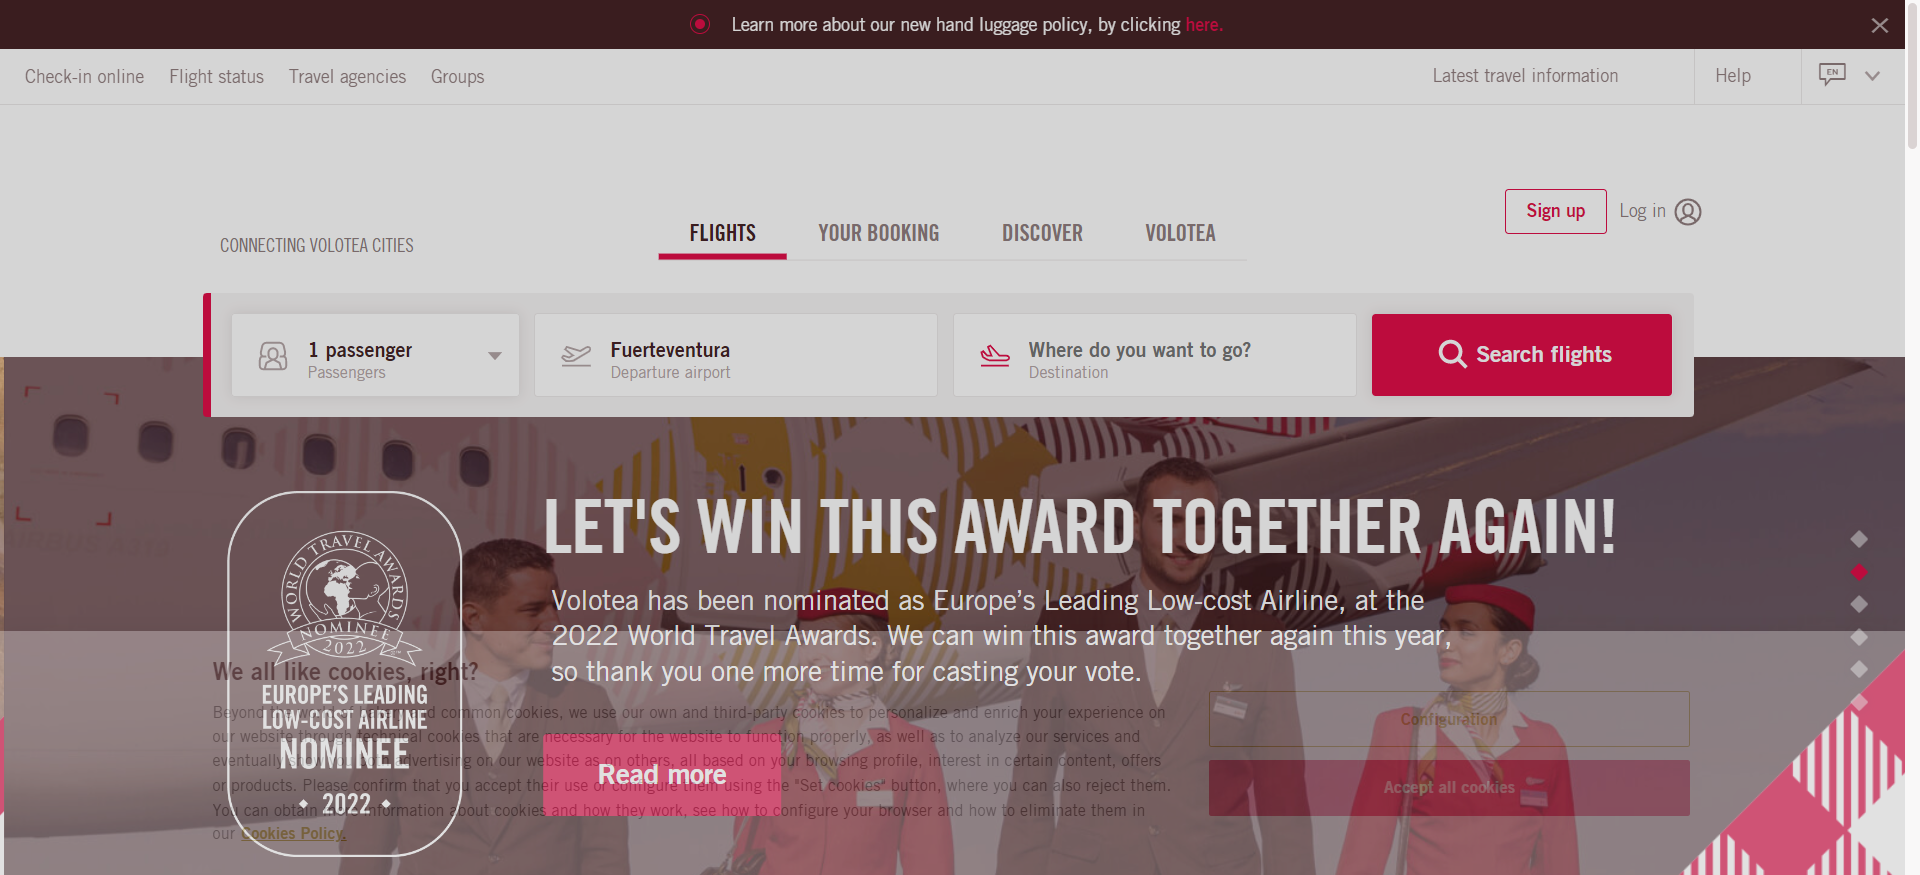 Learn more about our new hand luggage policy, by clicking here.
Check-in online Flight status Travel agencies Groups
Latest travel information Help EN
Sign up Log in
CONNECTING VOLOTEA CITIES
FLIGHTS YOUR BOOKING DISCOVER VOLOTEA
1 passenger
Passengers
Fuerteventura
Departure airport
Where do you want to go?
Destination
Search flights
LET'S WIN THIS AWARD TOGETHER AGAIN!
Volotea has been nominated as Europe’s Leading Low-cost Airline, at the
2022 World Travel Awards. We can win this award together again this year,
so thank you one more time for casting your vote.
Read more
WORLD TRAVEL AWARDS
NOMINEE
2022
EUROPE’S LEADING
LOW-COST AIRLINE
NOMINEE
2022
We all like cookies, right?
Beyond common cookies, we use our own and third-party cookies to personalize and enrich your experience on
our website through technical cookies that are necessary for the website to function properly, as well as to analyze our services and
eventually show you advertising on our website as on others, all based on your browsing profile, interest in certain content, offers
or products. Please confirm that you accept their use or configure them using the "Set cookies" button, where you can also reject them.
You can obtain information about cookies and how they work, see how to configure your browser and how to eliminate them in
our Cookies Policy.
Configuration
Accept all cookies